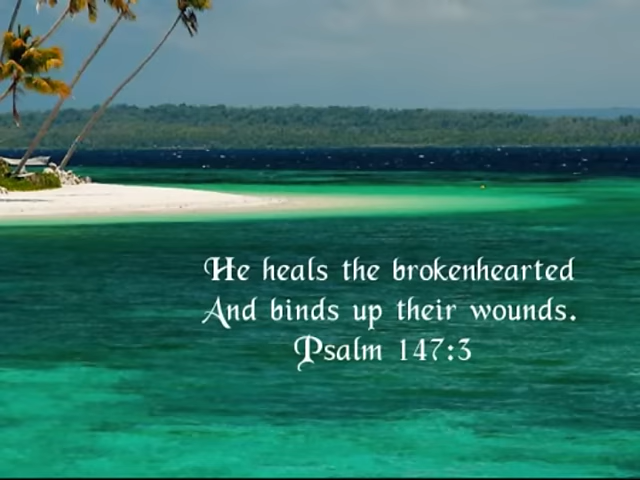 He heals the brokenhearted
And binds up their wounds.
Psalm 147:3